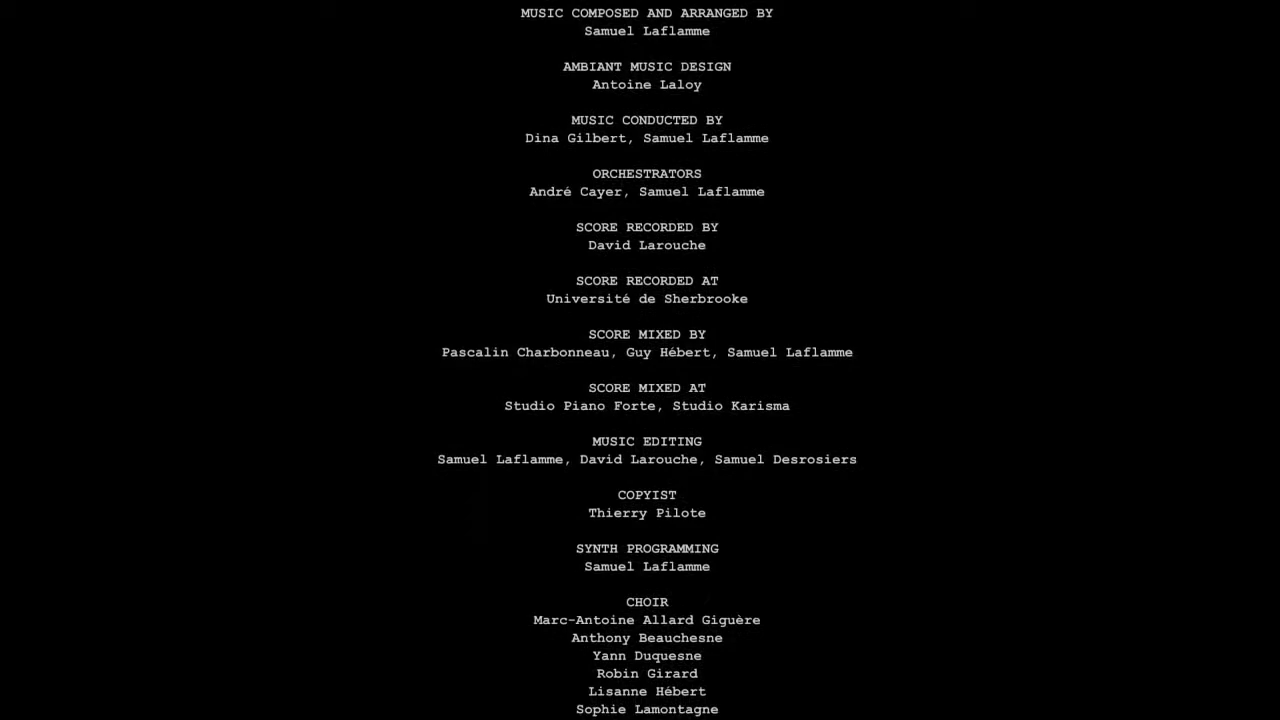 MUSIC COMPOSED AND ARRANGED BY
Samuel Laflamme
AMBIANT MUSIC DESIGN
Antoine Laloy
MUSIC CONDUCTED BY
Dina Gilbert, Samuel Laflamme
ORCHESTRATORS
André Cayer, Samuel Laflamme
SCORE RECORDED BY
David Larouche
SCORE RECORDED AT
Université de Sherbrooke
SCORE MIXED BY
Pascalin Charbonneau, Guy Hébert, Samuel Laflamme
SCORE MIXED AT
Studio Piano Forte, Studio Karisma
MUSIC EDITING
Samuel Laflamme, David Larouche, Samuel Desrosiers
COPYIST
Thierry Pilote
SYNTH PROGRAMMING
Samuel Laflamme
CHOIR
Marc-Antoine Allard Giguère
Anthony Beauchesne
Yann Duquesne
Robin Girard
Lisanne Hébert
Sophie Lamontagne